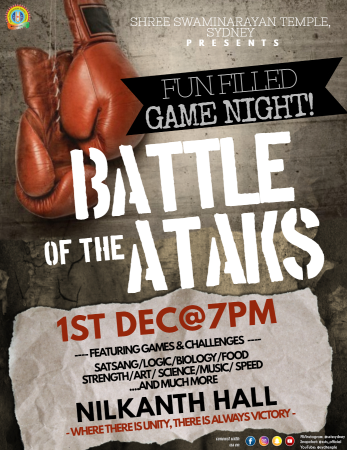 SHREE SWAMINARAYAN TEMPLE,
SYDNEY
PRESENTS
FUN FILLED
GAME NIGHT!
BATTLE
OF THE ATAKS
1ST DEC@7PM
---- FEATURING GAMES & CHALLENGES ----
SATSANG/LOGIC/BIOLOGY/FOOD
STRENGTH/ART/ SCIENCE/MUSIC/ SPEED
....AND MUCH MORE
NILKANTH HALL
- WHERE THERE IS UNITY, THERE IS ALWAYS VICTORY -